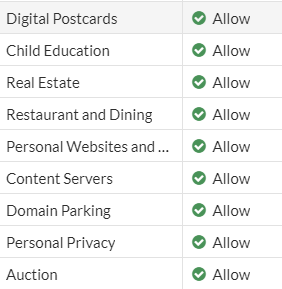 Digital Postcards Allow
Child Education Allow
Real Estate Allow
Restaurant and Dining Allow
Personal Websites and ... Allow
Content Servers Allow
Domain Parking Allow
Personal Privacy Allow
Auction Allow